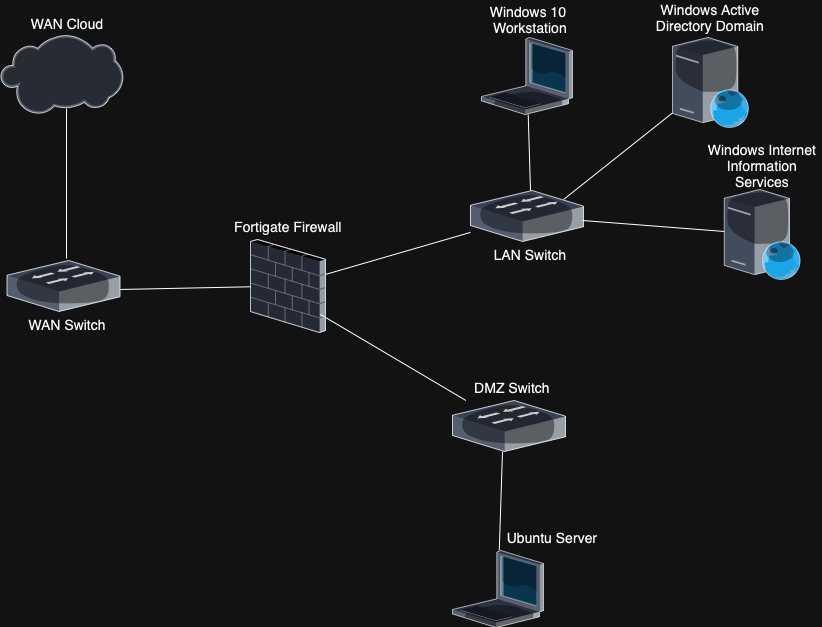 WAN Cloud
Windows 10
Workstation
Windows Active
Directory Domain
Windows Internet
Information
Services
Fortigate Firewall
LAN Switch
WAN Switch
DMZ Switch
Ubuntu Server